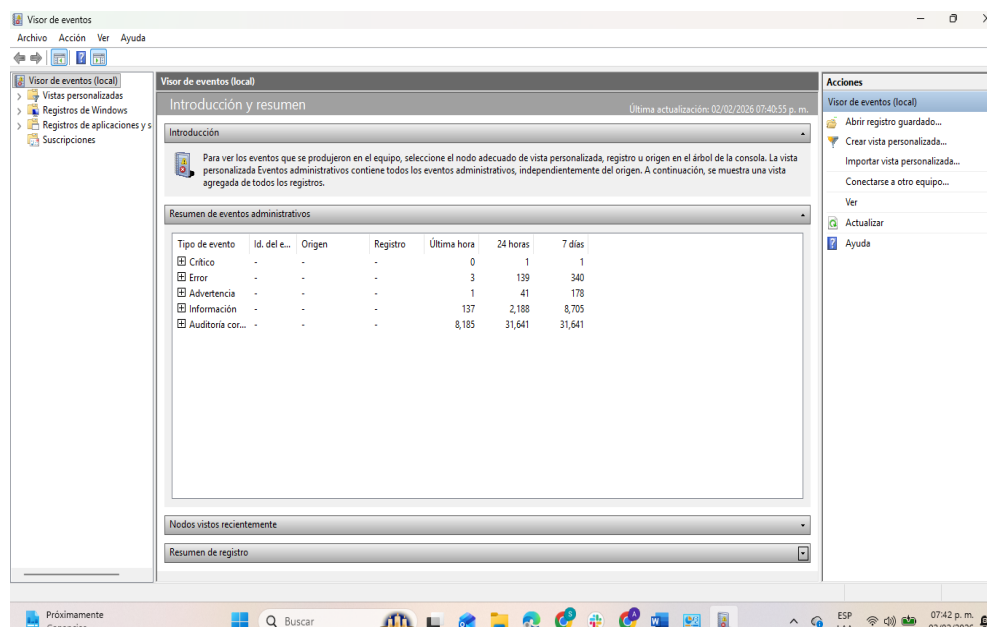 Visor de eventos
Archivo Acción Ver Ayuda
Visor de eventos (local)
Vistas personalizadas
Registros de Windows
Registros de aplicaciones y s
Suscripciones
Visor de eventos (local)
Introducción y resumen
Última actualización: 02/02/2026 07:40:55 p. m.
Introducción
Para ver los eventos que se produjeron en el equipo, seleccione el nodo adecuado de vista personalizada, registro u origen en el árbol de la consola. La vista
personalizada Eventos administrativos contiene todos los eventos administrativos, independientemente del origen. A continuación, se muestra una vista
agregada de todos los registros.
Resumen de eventos administrativos
Tipo de evento Id. del e... Origen Registro Última hora 24 horas 7 días
Crítico - - - 0 1 1
Error - - - 3 139 340
Advertencia - - - 1 41 178
Información - - - 137 2,188 8,705
Auditoría cor... - - - 8,185 31,641 31,641
Nodos vistos recientemente
Resumen de registro
Acciones
Visor de eventos (local)
Abrir registro guardado...
Crear vista personalizada...
Importar vista personalizada...
Conectarse a otro equipo...
Ver
Actualizar
Ayuda
Próximamente
Buscar
ESP
07:42 p. m.